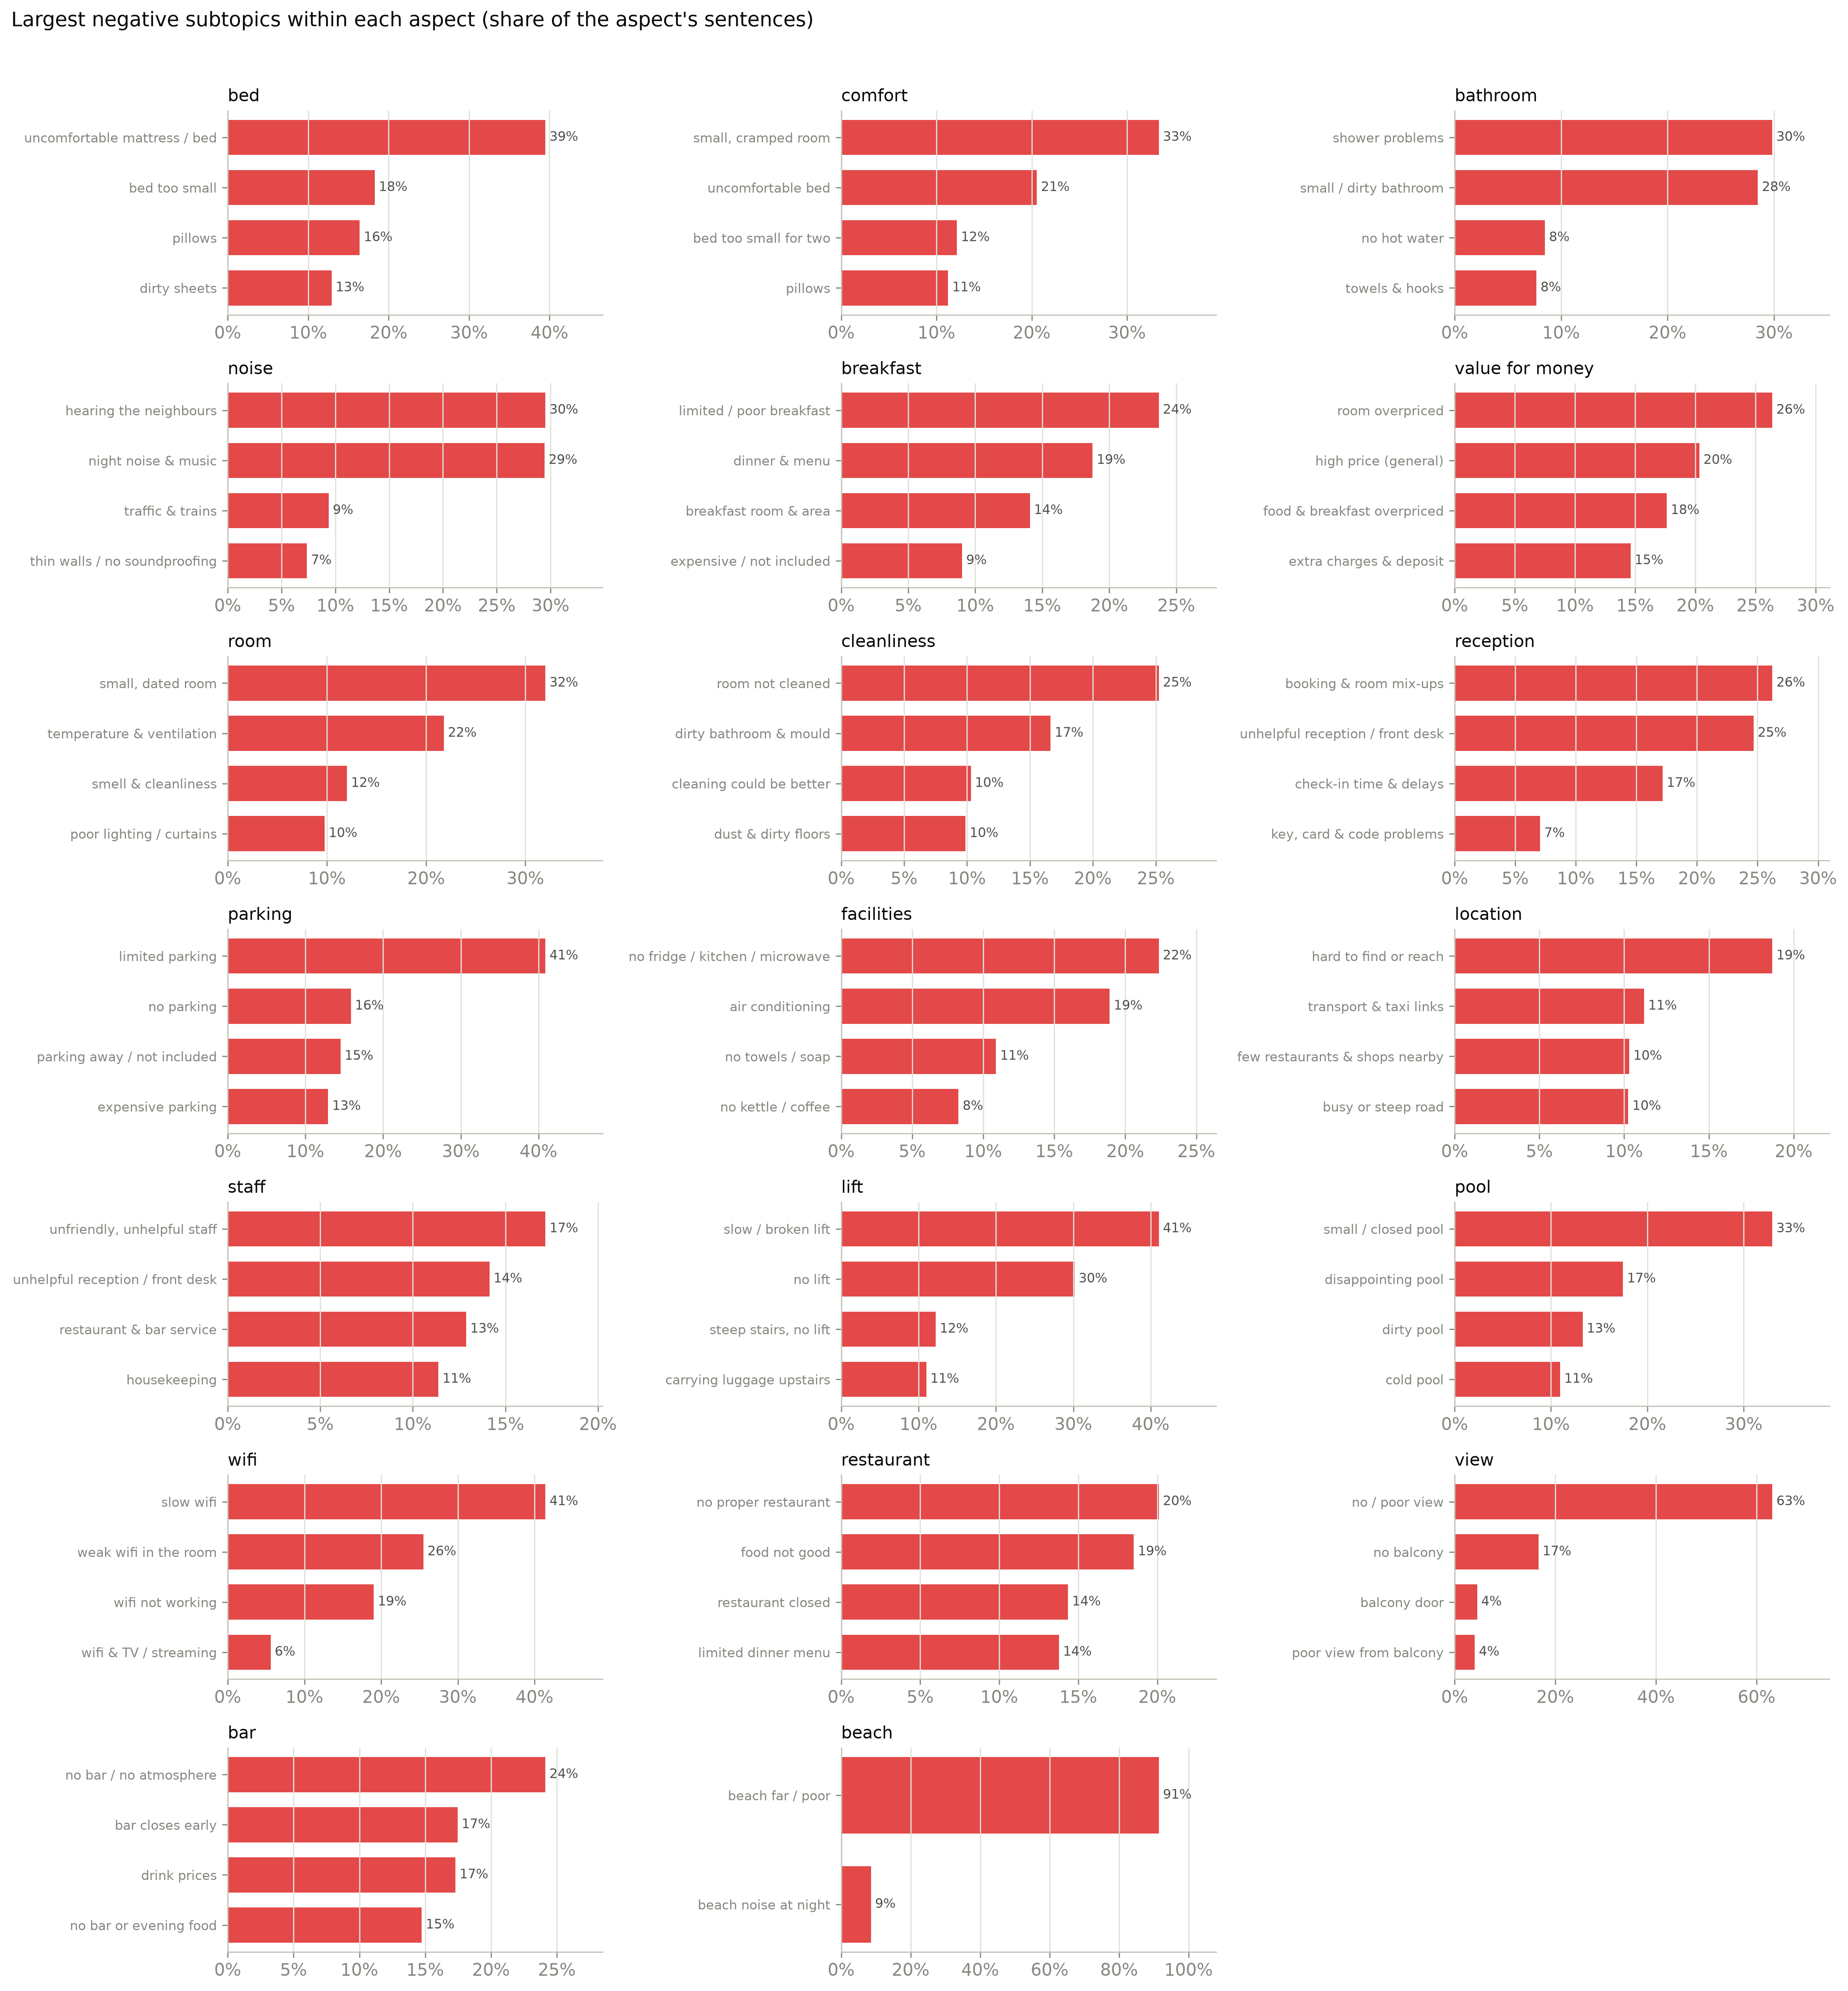 Largest negative subtopics within each aspect (share of the aspect's sentences)
bed
uncomfortable mattress / bed 39%
bed too small 18%
pillows 16%
dirty sheets 13%
0% 10% 20% 30% 40%
comfort
small, cramped room 33%
uncomfortable bed 21%
bed too small for two 12%
pillows 11%
0% 10% 20% 30%
bathroom
shower problems 30%
small / dirty bathroom 28%
no hot water 8%
towels & hooks 8%
0% 10% 20% 30%
noise
hearing the neighbours 30%
night noise & music 29%
traffic & trains 9%
thin walls / no soundproofing 7%
0% 5% 10% 15% 20% 25% 30%
breakfast
limited / poor breakfast 24%
dinner & menu 19%
breakfast room & area 14%
expensive / not included 9%
0% 5% 10% 15% 20% 25%
value for money
room overpriced 26%
high price (general) 20%
food & breakfast overpriced 18%
extra charges & deposit 15%
0% 5% 10% 15% 20% 25% 30%
room
small, dated room 32%
temperature & ventilation 22%
smell & cleanliness 12%
poor lighting / curtains 10%
0% 10% 20% 30%
cleanliness
room not cleaned 25%
dirty bathroom & mould 17%
cleaning could be better 10%
dust & dirty floors 10%
0% 5% 10% 15% 20% 25%
reception
booking & room mix-ups 26%
unhelpful reception / front desk 25%
check-in time & delays 17%
key, card & code problems 7%
0% 5% 10% 15% 20% 25% 30%
parking
limited parking 41%
no parking 16%
parking away / not included 15%
expensive parking 13%
0% 10% 20% 30% 40%
facilities
no fridge / kitchen / microwave 22%
air conditioning 19%
no towels / soap 11%
no kettle / coffee 8%
0% 5% 10% 15% 20% 25%
location
hard to find or reach 19%
transport & taxi links 11%
few restaurants & shops nearby 10%
busy or steep road 10%
0% 5% 10% 15% 20%
staff
unfriendly, unhelpful staff 17%
unhelpful reception / front desk 14%
restaurant & bar service 13%
housekeeping 11%
0% 5% 10% 15% 20%
lift
slow / broken lift 41%
no lift 30%
steep stairs, no lift 12%
carrying luggage upstairs 11%
0% 10% 20% 30% 40%
pool
small / closed pool 33%
disappointing pool 17%
dirty pool 13%
cold pool 11%
0% 10% 20% 30%
wifi
slow wifi 41%
weak wifi in the room 26%
wifi not working 19%
wifi & TV / streaming 6%
0% 10% 20% 30% 40%
restaurant
no proper restaurant 20%
food not good 19%
restaurant closed 14%
limited dinner menu 14%
0% 5% 10% 15% 20%
view
no / poor view 63%
no balcony 17%
balcony door 4%
poor view from balcony 4%
0% 20% 40% 60%
bar
no bar / no atmosphere 24%
bar closes early 17%
drink prices 17%
no bar or evening food 15%
0% 5% 10% 15% 20% 25%
beach
beach far / poor 91%
beach noise at night 9%
0% 20% 40% 60% 80% 100%